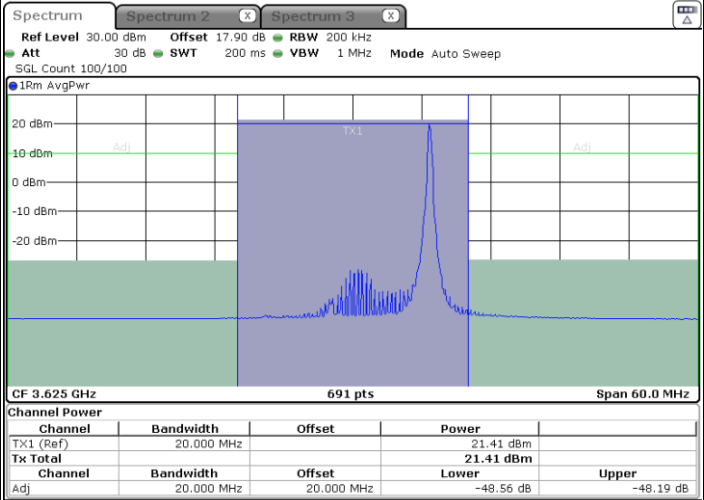 Spectrum Spectrum 2 X Spectrum 3 X
Ref Level 30.00 dBm Offset 17.90 dB RBW 200 kHz
Att 30 dB SWT 200 ms VBW 1 MHz Mode Auto Sweep
SGL Count 100/100
1Rm AvgPwr
20 dBm
TX1
10 dBm Adj Adj
0 dBm
-10 dBm
-20 dBm
CF 3.625 GHz 691 pts Span 60.0 MHz
Channel Power
Channel Bandwidth Offset Power
TX1 (Ref) 20.000 MHz 21.41 dBm
Tx Total 21.41 dBm
Channel Bandwidth Offset Lower Upper
Adj 20.000 MHz 20.000 MHz -48.56 dB -48.19 dB